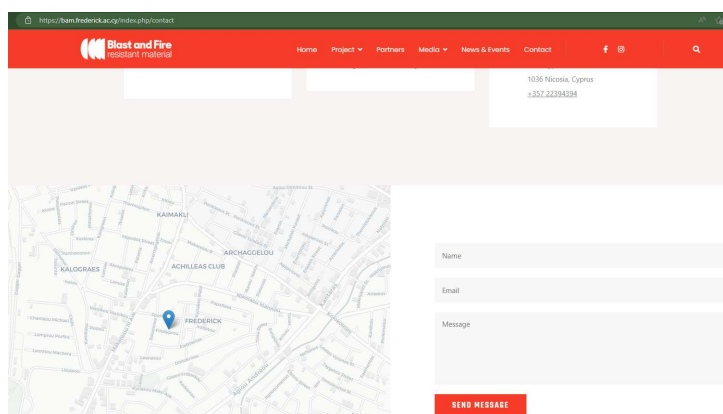 https://bam.frederick.ac.cy/index.php/contact
Blast and Fire
resistant material
Home Project Partners Media News & Events Contact
1036 Nicosia, Cyprus
+357 22394394
KAIMAKLI
ARCHAGGELOU
KALOGRAES
ACHILLEAS CLUB
FREDERICK
Name
Email
Message
SEND MESSAGE